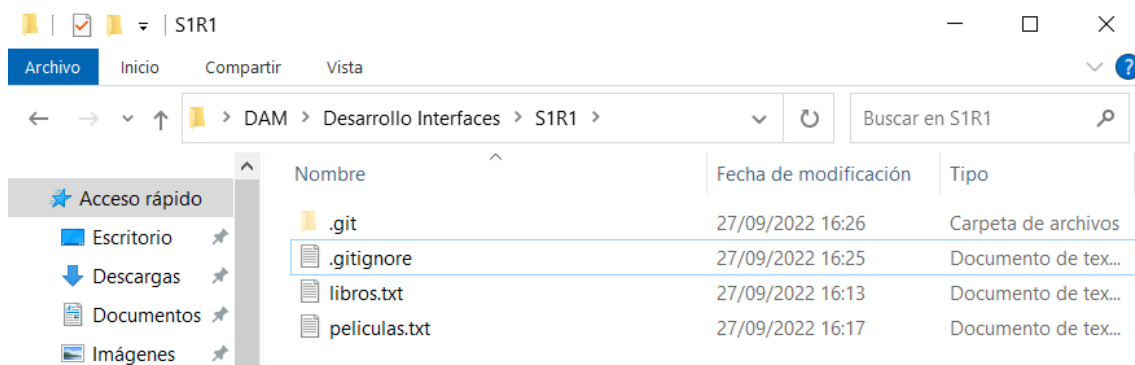 S1R1
Archivo Inicio Compartir Vista ?
DAM > Desarrollo Interfaces > S1R1 > Buscar en S1R1
Nombre Fecha de modificación Tipo
Acceso rápido
.git 27/09/2022 16:26 Carpeta de archivos
Escritorio
.gitignore 27/09/2022 16:25 Documento de tex...
Descargas
libros.txt 27/09/2022 16:13 Documento de tex...
Documentos
peliculas.txt 27/09/2022 16:17 Documento de tex...
Imágenes